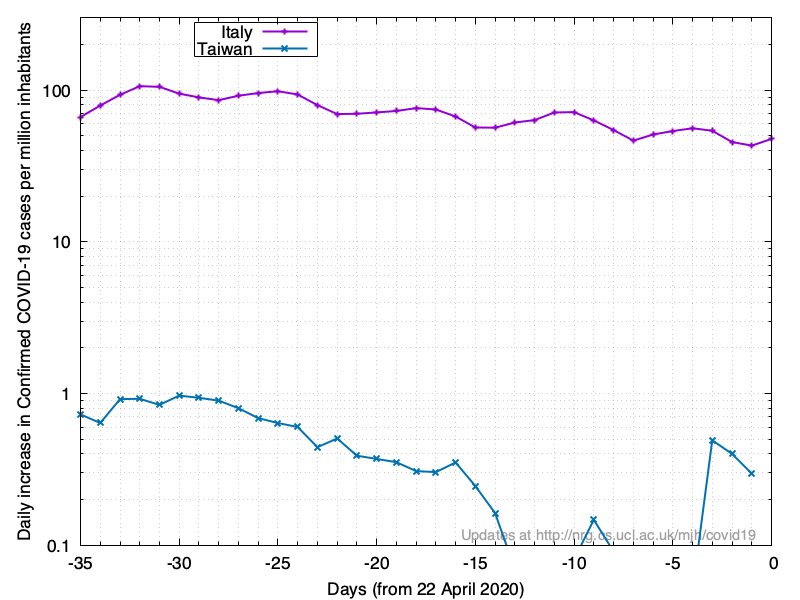 Italy
Taiwan
Daily increase in Confirmed COVID-19 cases per million inhabitants
100
10
1
0.1
Updates at http://nrg.cs.ucl.ac.uk/mjh/covid19
-35 -30 -25 -20 -15 -10 -5 0
Days (from 22 April 2020)